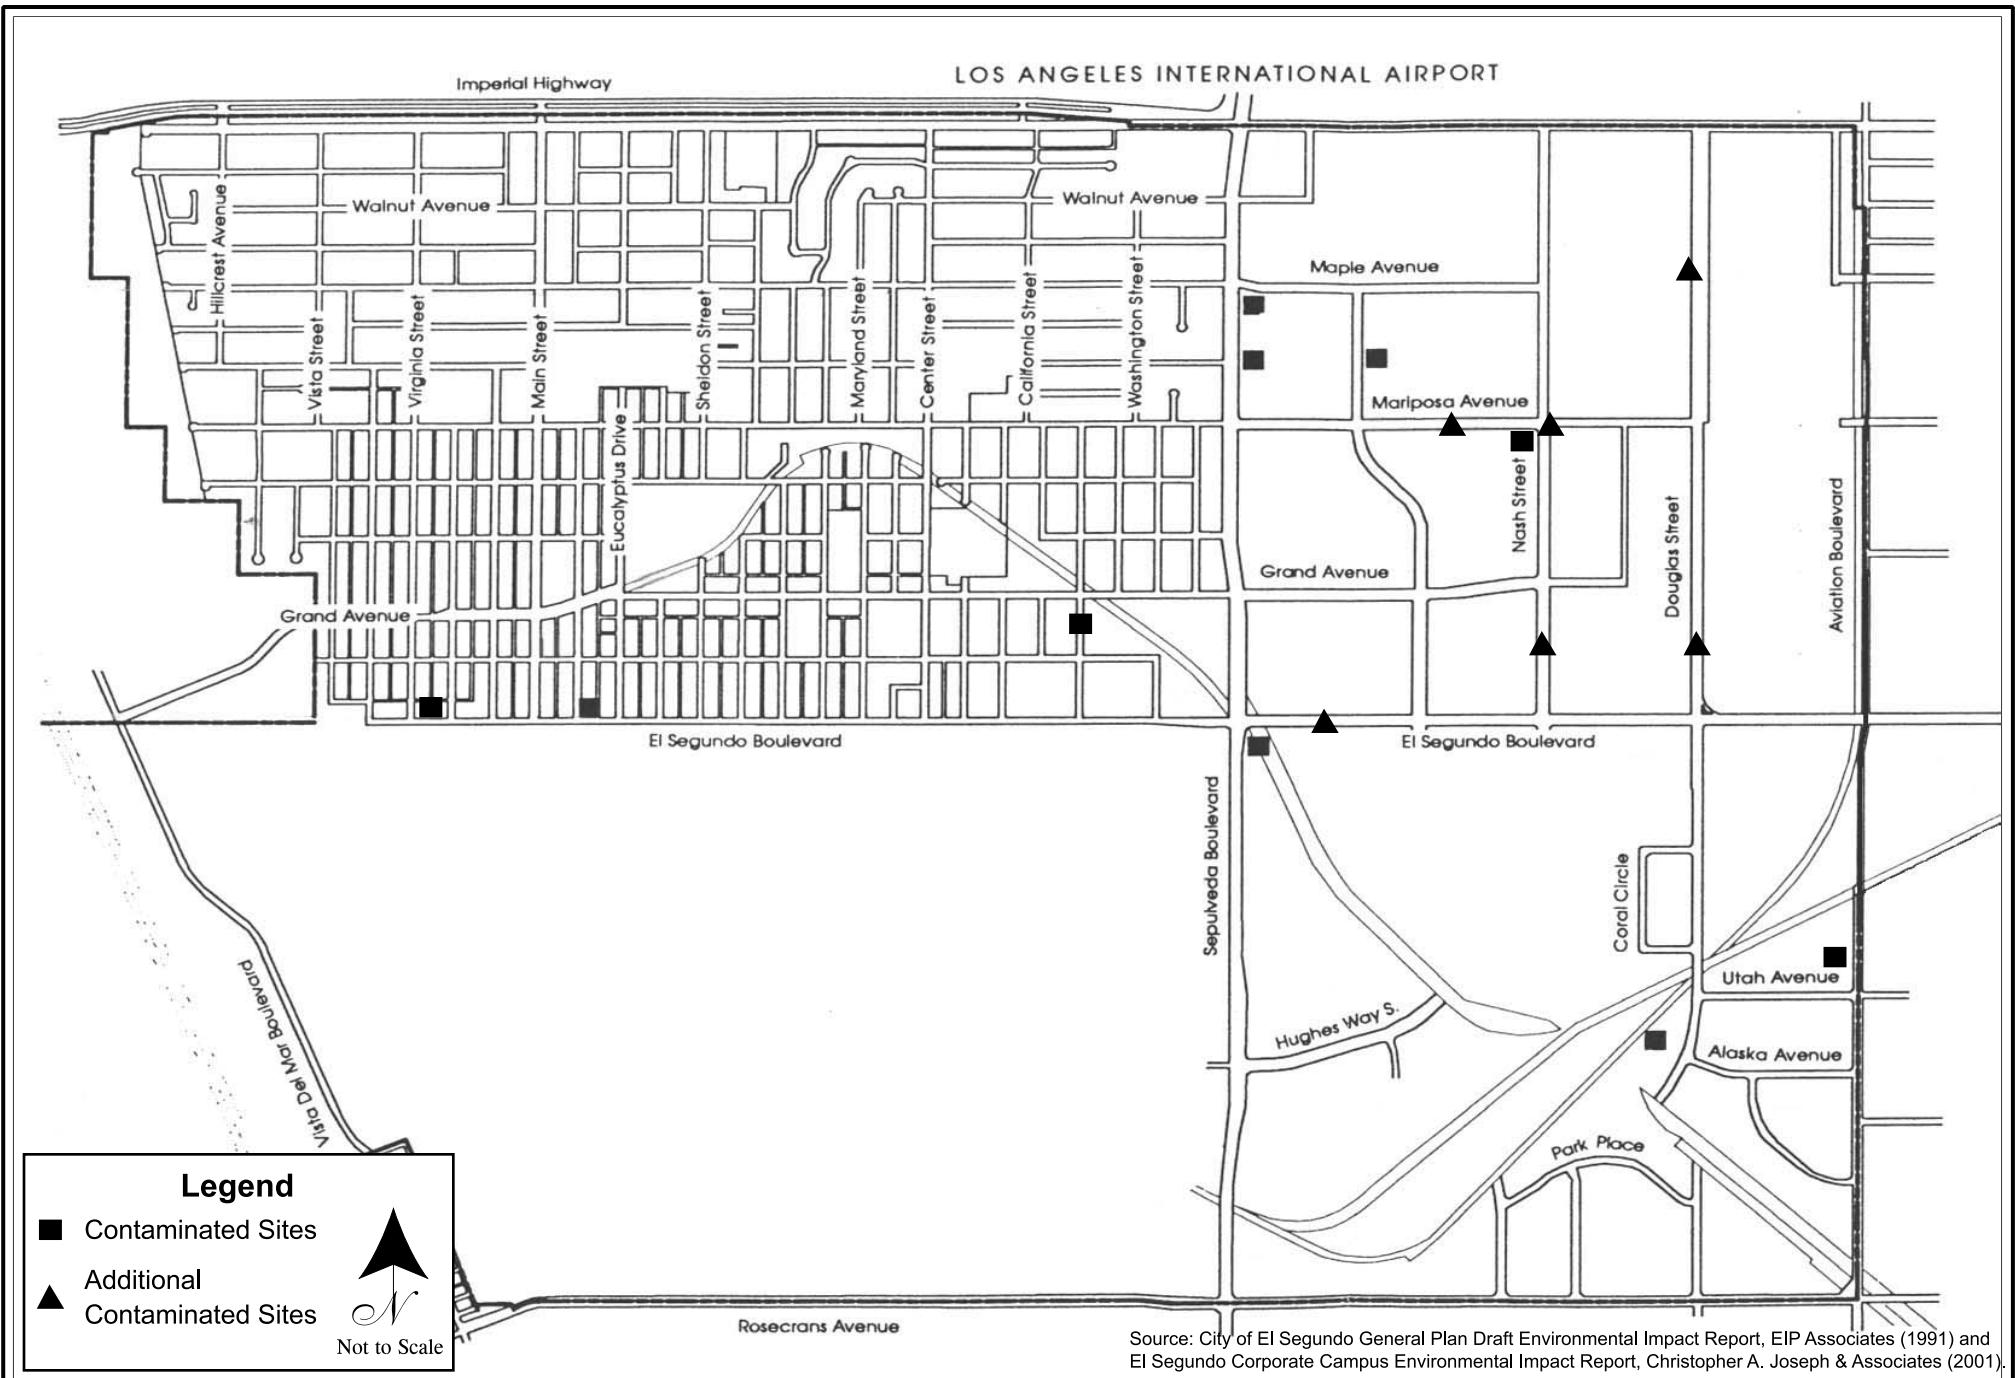 Imperial Highway
LOS ANGELES INTERNATIONAL AIRPORT
Walnut Avenue
Walnut Avenue
Hillcrest Avenue
Vista Street
Virginia Street
Main Street
Eucalyptus Drive
Sheldon Street
Maryland Street
Center Street
California Street
Washington Street
Maple Avenue
Mariposa Avenue
Nash Street
Douglas Street
Aviation Boulevard
Grand Avenue
Grand Avenue
El Segundo Boulevard
El Segundo Boulevard
Sepulveda Boulevard
Coral Circle
Utah Avenue
Hughes Way S.
Alaska Avenue
Park Place
Vista Del Mar Boulevard
Rosecrans Avenue
Legend
Contaminated Sites
Additional
Contaminated Sites
N
Not to Scale
Source: City of El Segundo General Plan Draft Environmental Impact Report, EIP Associates (1991) and
El Segundo Corporate Campus Environmental Impact Report, Christopher A. Joseph & Associates (2001).